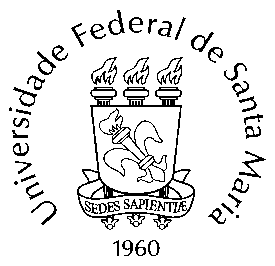 Universidade Federal de Santa Maria
SEDES SAPIENTIÆ
1960